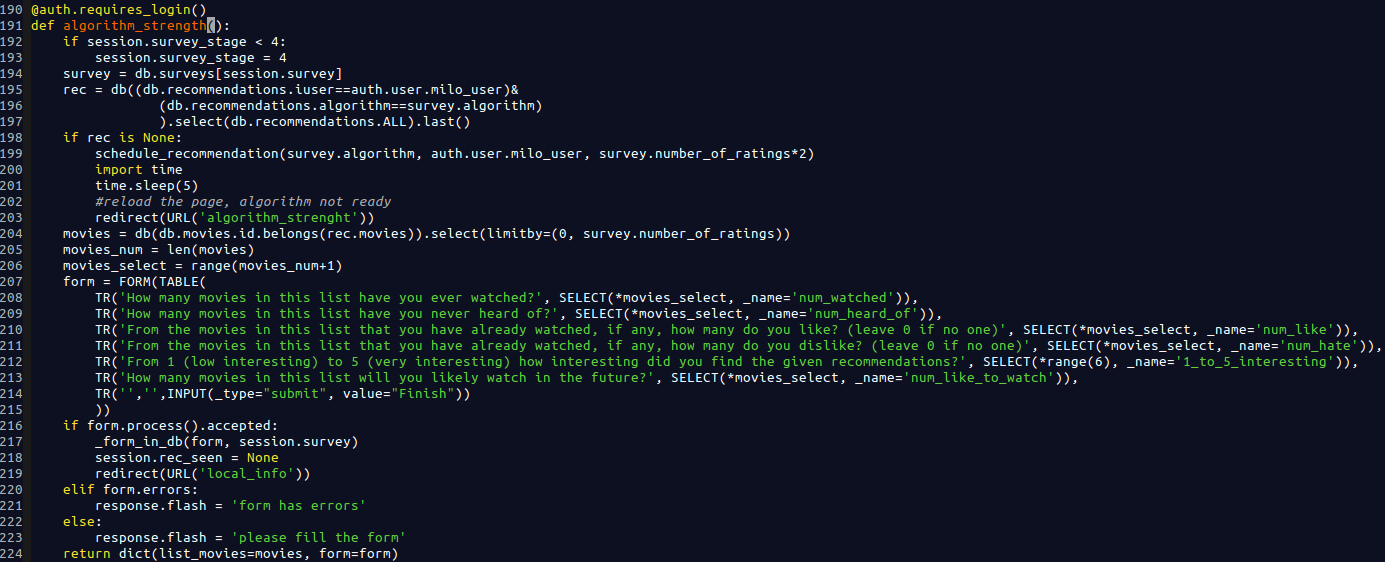 190 @auth.requires_login()
191 def algorithm_strength():
192     if session.survey_stage < 4:
193         session.survey_stage = 4
194     survey = db.surveys[session.survey]
195     rec = db((db.recommendations.iuser==auth.user.milo_user)&
196                 (db.recommendations.algorithm==survey.algorithm)
197                 ).select(db.recommendations.ALL).last()
198     if rec is None:
199         schedule_recommendation(survey.algorithm, auth.user.milo_user, survey.number_of_ratings*2)
200         import time
201         time.sleep(5)
202         #reload the page, algorithm not ready
203         redirect(URL('algorithm_strenght'))
204     movies = db(db.movies.id.belongs(rec.movies)).select(limitby=(0, survey.number_of_ratings))
205     movies_num = len(movies)
206     movies_select = range(movies_num+1)
207     form = FORM(TABLE(
208         TR('How many movies in this list have you ever watched?', SELECT(*movies_select, _name='num_watched')),
209         TR('How many movies in this list have you never heard of?', SELECT(*movies_select, _name='num_heard_of')),
210         TR('From the movies in this list that you have already watched, if any, how many do you like? (leave 0 if no one)', SELECT(*movies_select, _name='num_like')),
211         TR('From the movies in this list that you have already watched, if any, how many do you dislike? (leave 0 if no one)', SELECT(*movies_select, _name='num_hate')),
212         TR('From 1 (low interesting) to 5 (very interesting) how interesting did you find the given recommendations?', SELECT(*range(6), _name='1_to_5_interesting')),
213         TR('How many movies in this list will you likely watch in the future?', SELECT(*movies_select, _name='num_like_to_watch')),
214         TR('','',INPUT(_type="submit", value="Finish"))
215         ))
216     if form.process().accepted:
217         _form_in_db(form, session.survey)
218         session.rec_seen = None
219         redirect(URL('local_info'))
220     elif form.errors:
221         response.flash = 'form has errors'
222     else:
223         response.flash = 'please fill the form'
224     return dict(list_movies=movies, form=form)